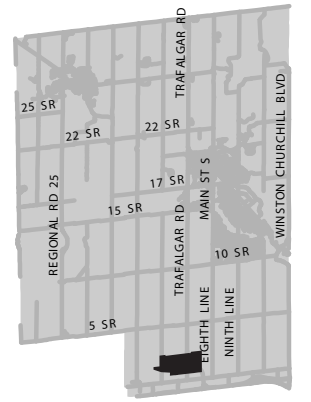 TRAFALGAR RD
WINSTON CHURCHILL BLVD
25 SR
22 SR
22 SR
17 SR
MAIN ST S
15 SR
REGIONAL RD 25
TRAFALGAR RD
10 SR
EIGHTH LINE
NINTH LINE
5 SR